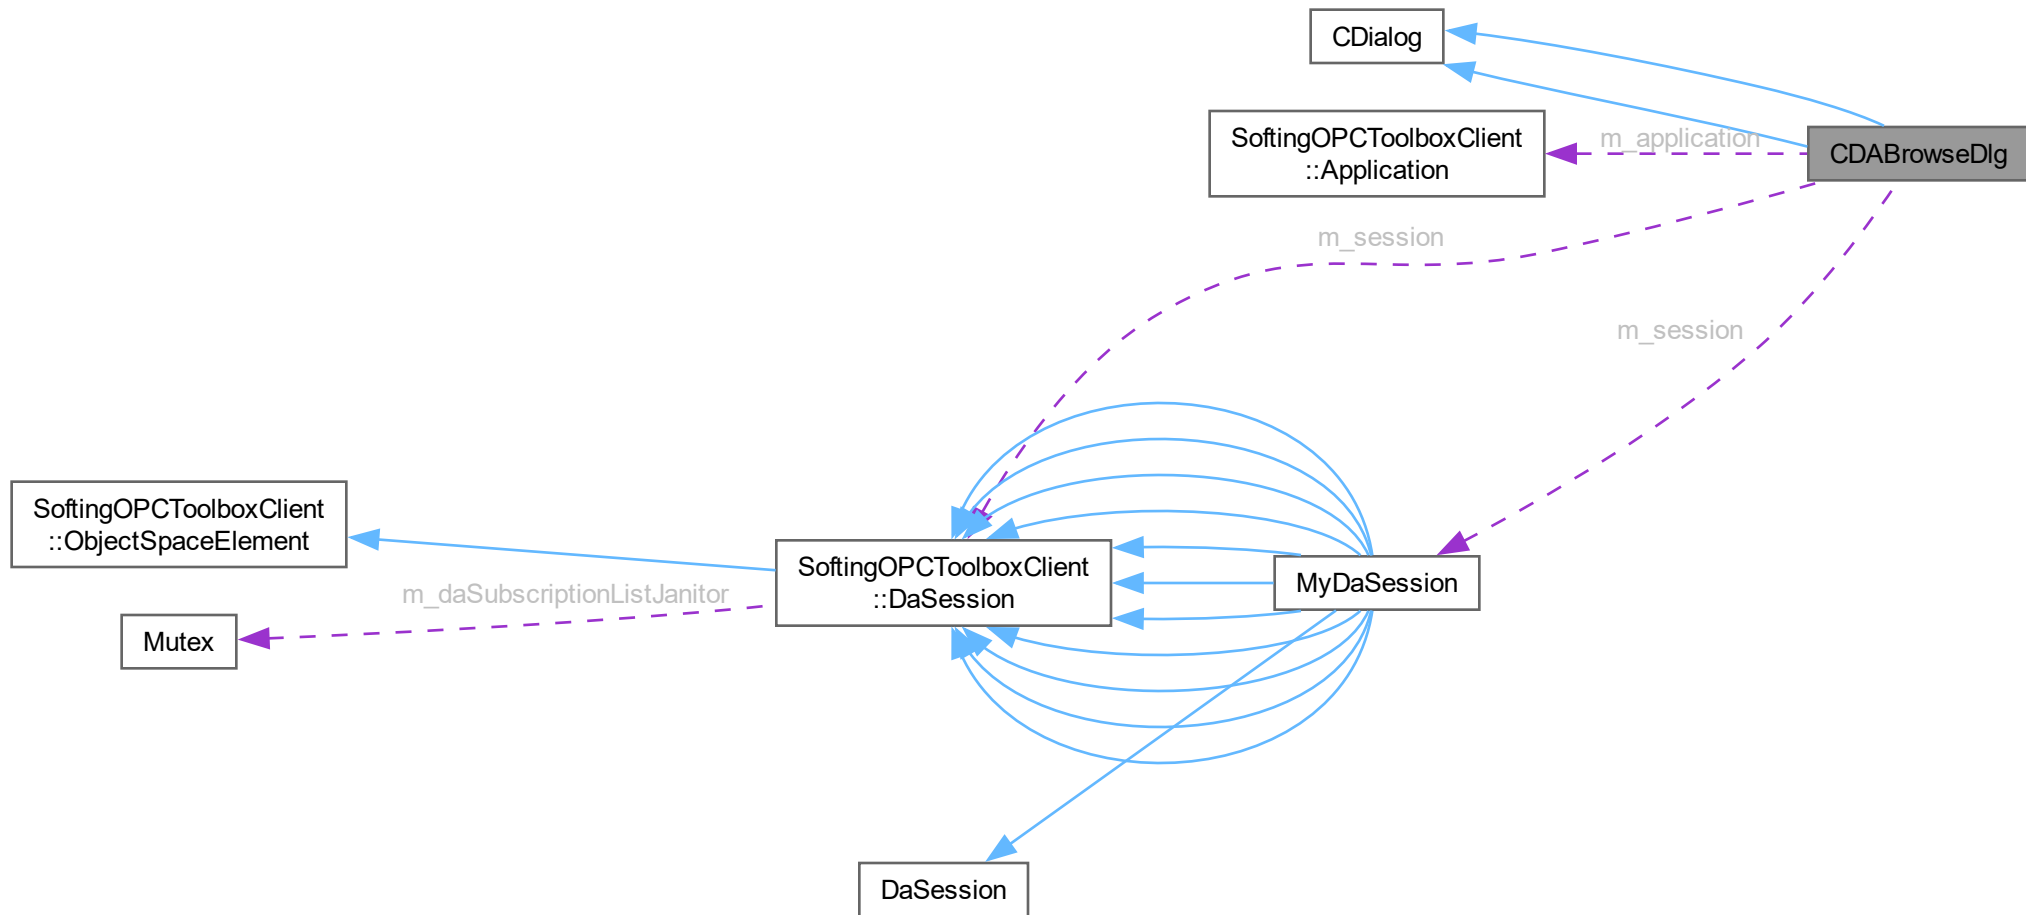 CDialog
SoftingOPCToolboxClient
::Application
m_application
CDABrowseDlg
m_session
m_session
SoftingOPCToolboxClient
::ObjectSpaceElement
SoftingOPCToolboxClient
::DaSession
MyDaSession
m_daSubscriptionListJanitor
Mutex
DaSession